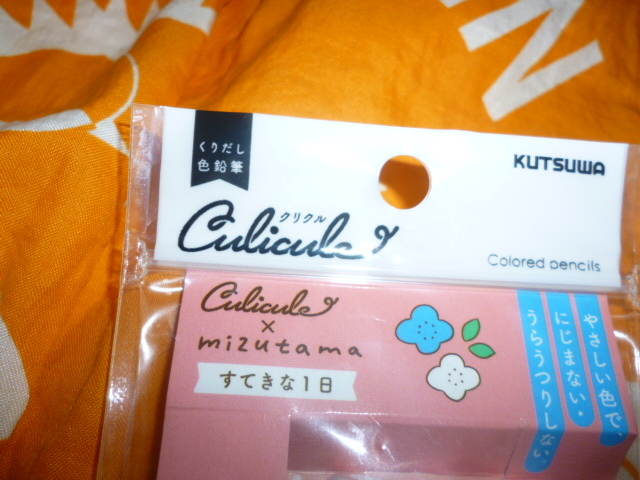 くりだし
色鉛筆
KUTSUWA
クリクル
Culicule
Colored pencils
Culicule
×
mizutama
すてきな1日
やさしい色で、
にじまない。
うらうつりしない。